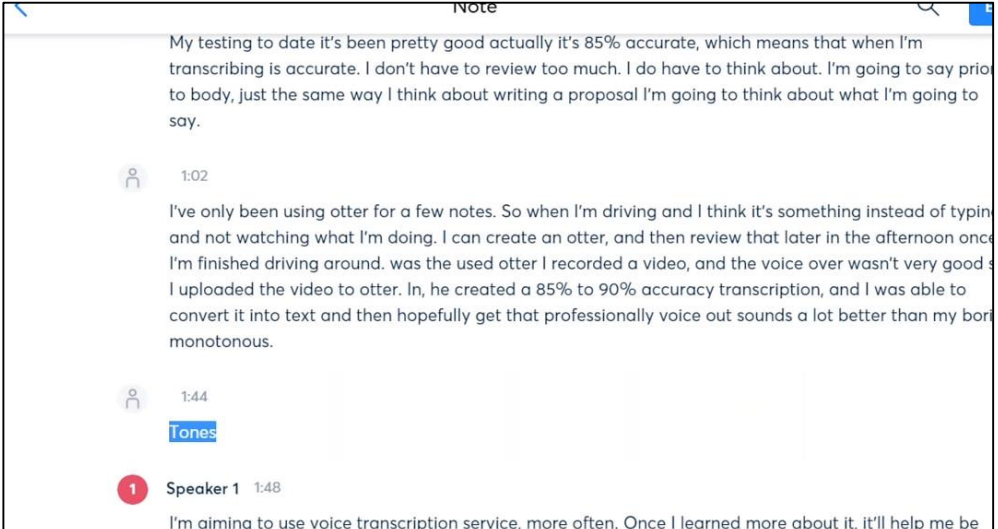 Note
My testing to date it's been pretty good actually it's 85% accurate, which means that when I'm
transcribing is accurate. I don't have to review too much. I do have to think about. I'm going to say prior
to body, just the same way I think about writing a proposal I'm going to think about what I'm going to
say.
1:02
I've only been using otter for a few notes. So when I'm driving and I think it's something instead of typin
and not watching what I'm doing. I can create an otter, and then review that later in the afternoon once
I'm finished driving around. was the used otter I recorded a video, and the voice over wasn't very good s
I uploaded the video to otter. In, he created a 85% to 90% accuracy transcription, and I was able to
convert it into text and then hopefully get that professionally voice out sounds a lot better than my bori
monotonous.
1:44
Tones
1 Speaker 1 1:48
I'm aiming to use voice transcription service, more often. Once I learned more about it, it'll help me be